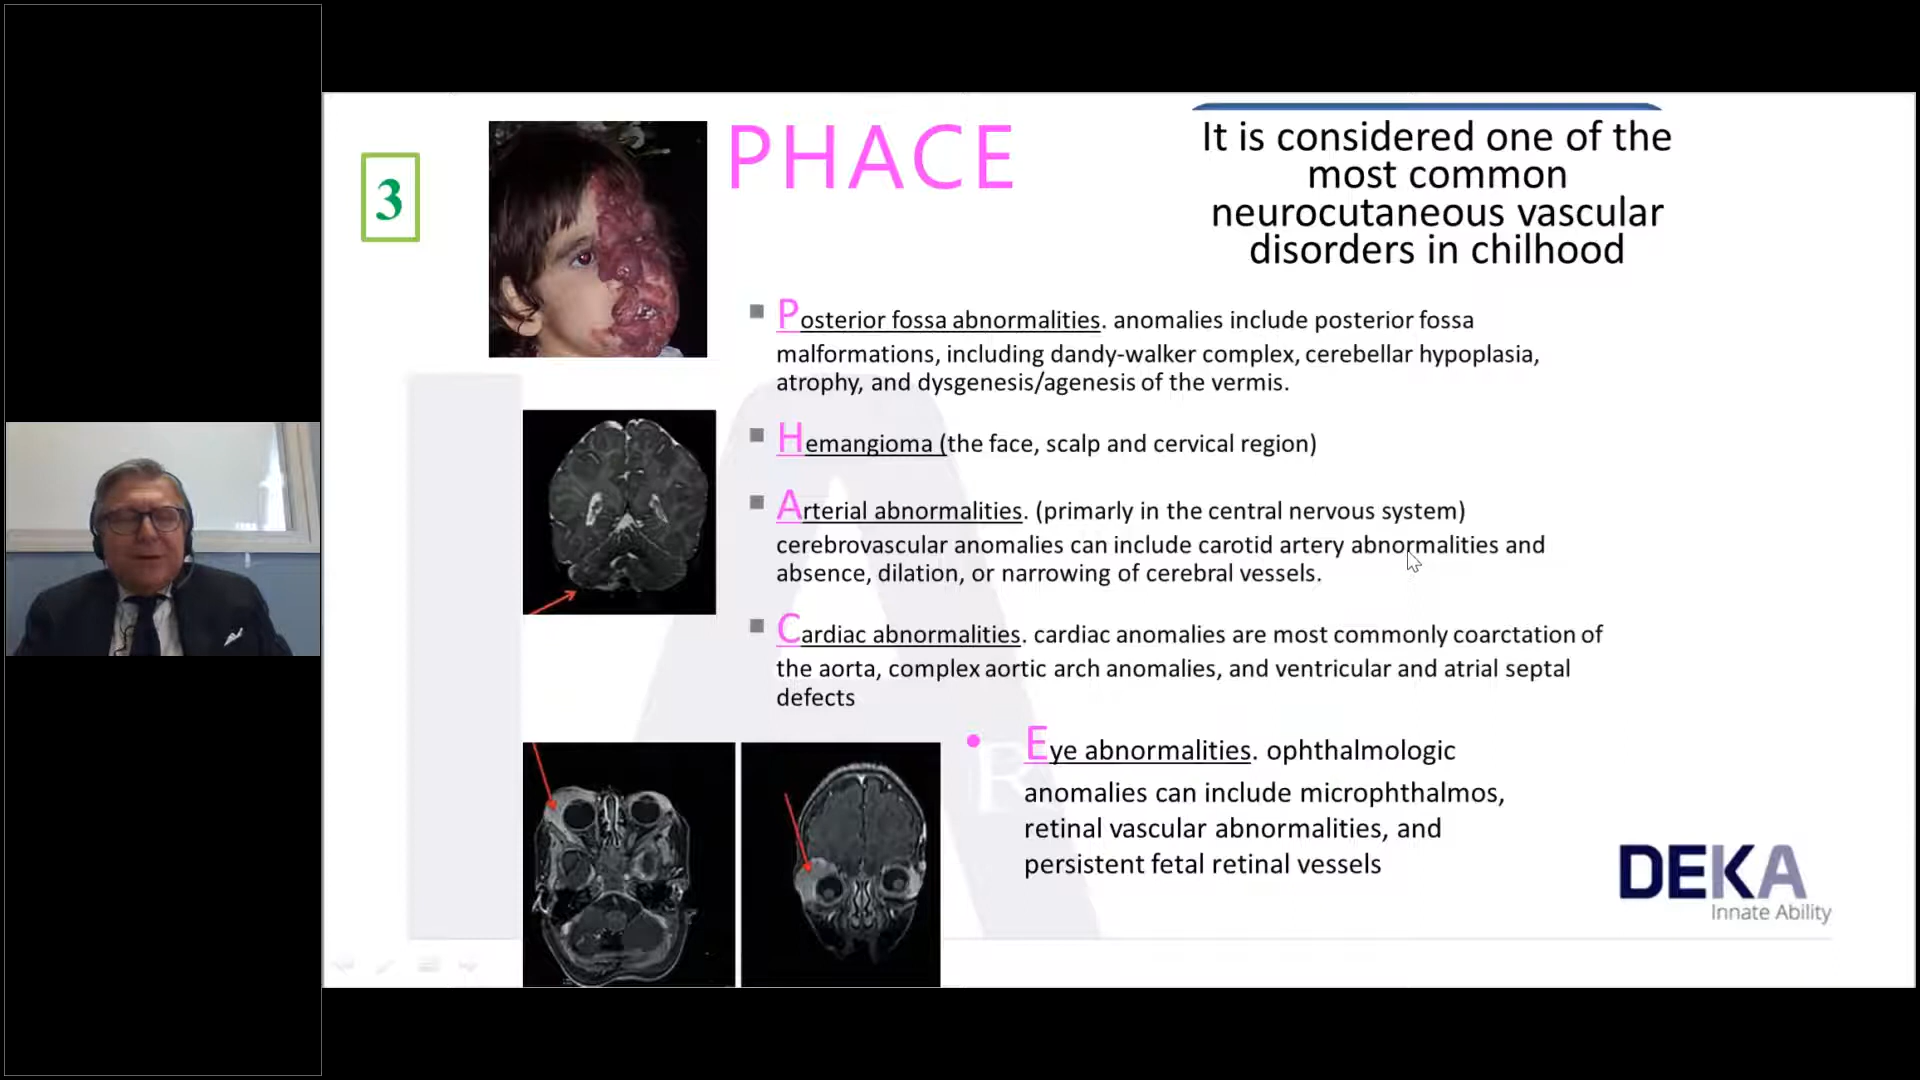 3
PHACE
It is considered one of the
most common
neurocutaneous vascular
disorders in chilhood
Posterior fossa abnormalities. anomalies include posterior fossa
malformations, including dandy-walker complex, cerebellar hypoplasia,
atrophy, and dysgenesis/agenesis of the vermis.
Hemangioma (the face, scalp and cervical region)
Arterial abnormalities. (primarly in the central nervous system)
cerebrovascular anomalies can include carotid artery abnormalities and
absence, dilation, or narrowing of cerebral vessels.
Cardiac abnormalities. cardiac anomalies are most commonly coarctation of
the aorta, complex aortic arch anomalies, and ventricular and atrial septal
defects
Eye abnormalities. ophthalmologic
anomalies can include microphthalmos,
retinal vascular abnormalities, and
persistent fetal retinal vessels
DEKA
Innate Ability